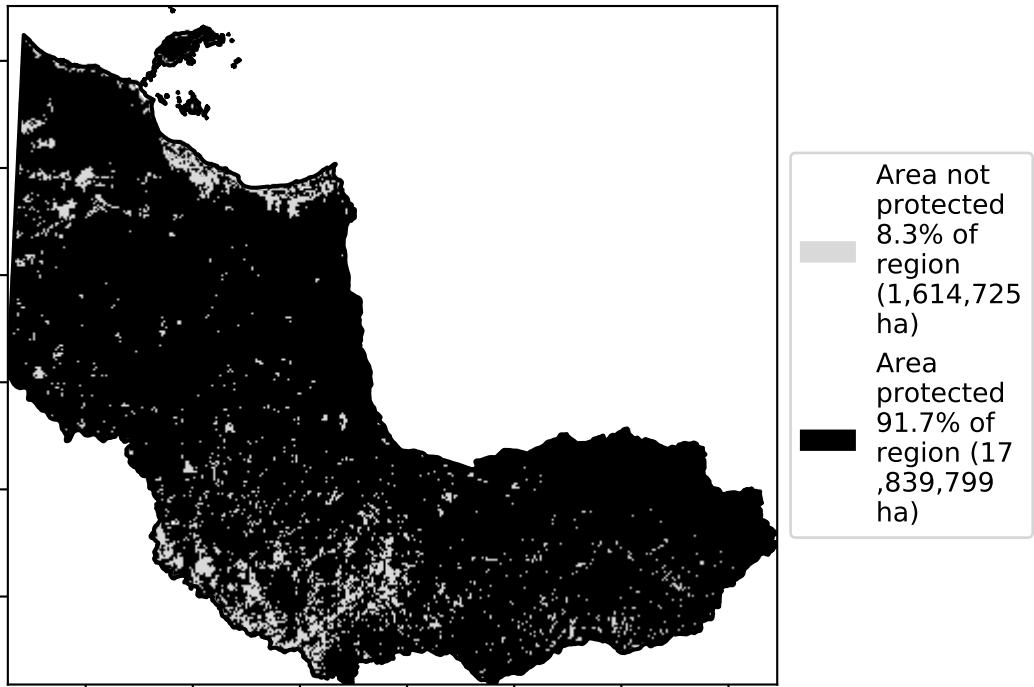 Area not
protected
8.3% of
region
(1,614,725
ha)
Area
protected
91.7% of
region (17
,839,799
ha)